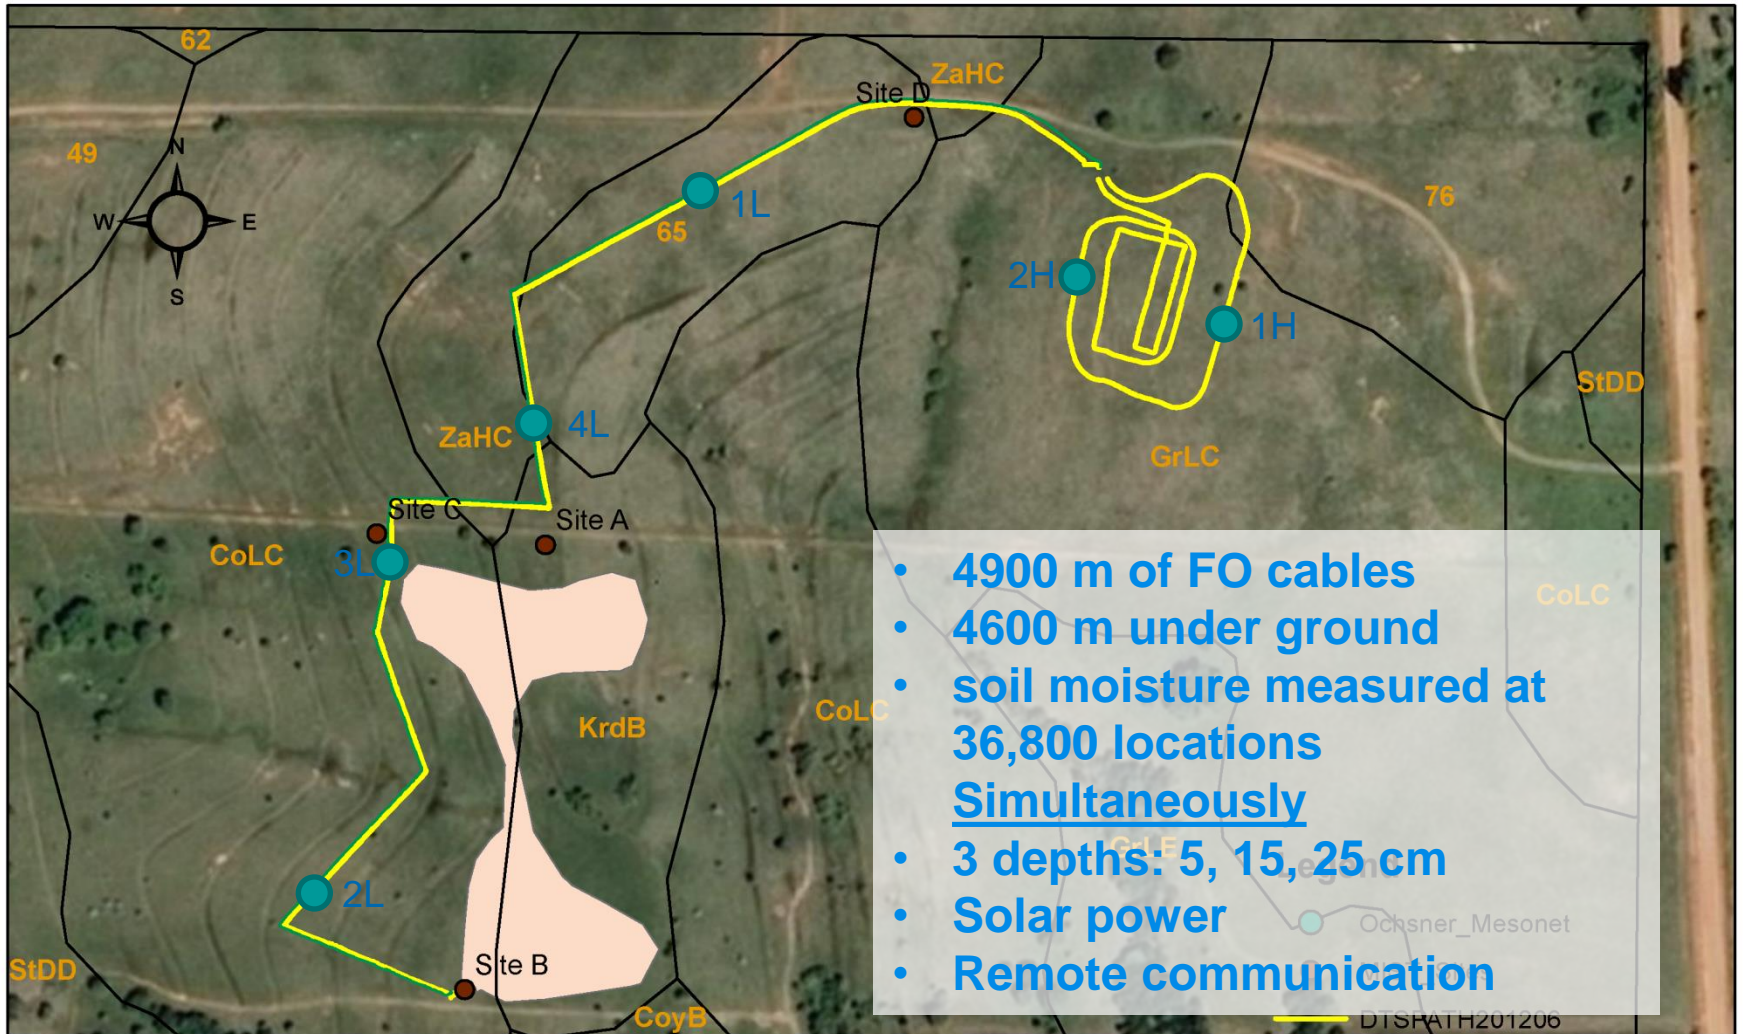 62
ZaHC
Site D
49
N
W
E
S
76
1L
65
2H
1H
StDD
4L
ZaHC
GrLC
Site C
Site A
CoLC
3L
• 4900 m of FO cables
• 4600 m under ground
• soil moisture measured at
36,800 locations
Simultaneously
• 3 depths: 5, 15, 25 cm
• Solar power
• Remote communication
CoLC
CoLC
KrdB
GrLE
Legend
2L
Ochsner_Mesonet
Site B
StDD
CoyB
DTSPATH201206